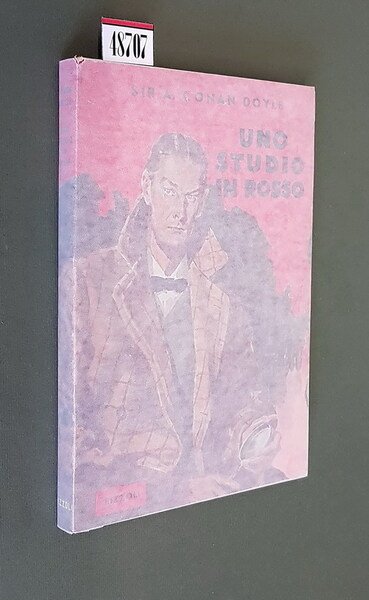 48707
SIR A. CONAN DOYLE
UNO
STUDIO
IN ROSSO